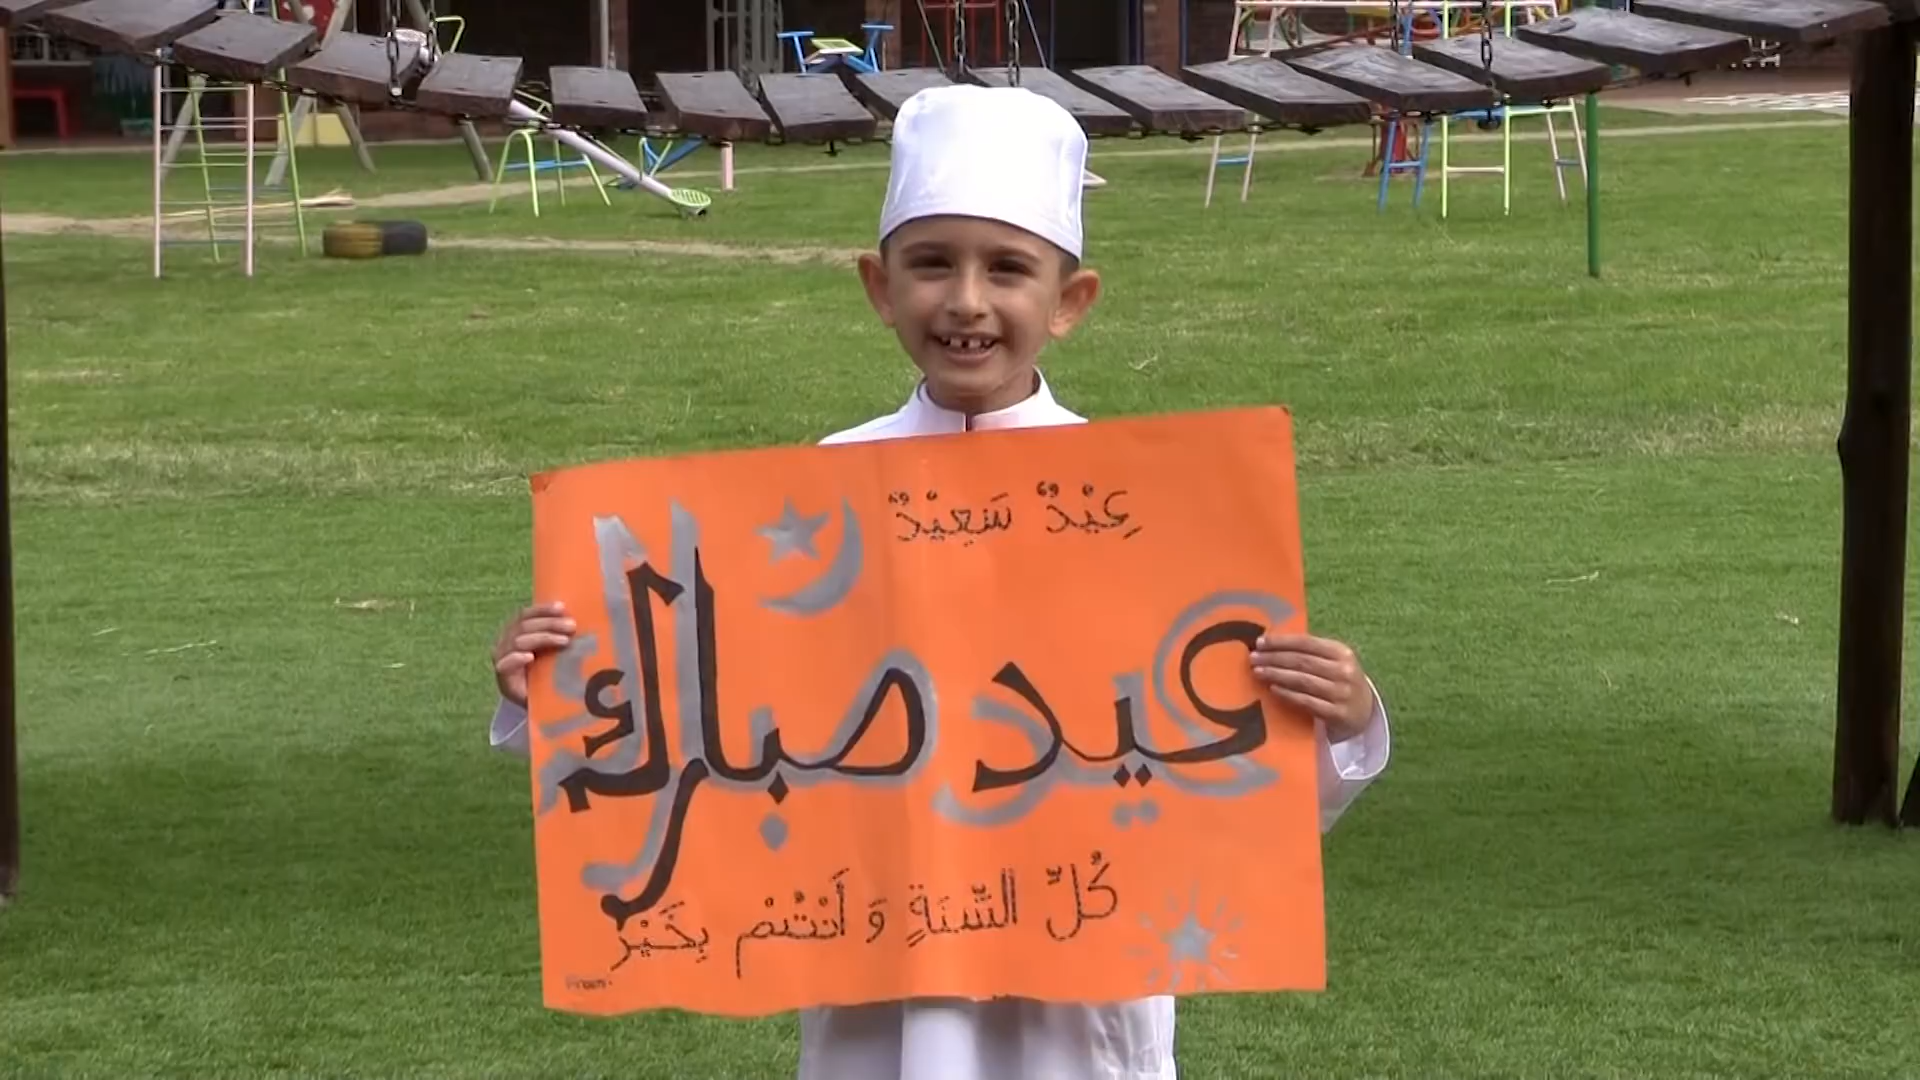 عِيْدٌ سَعِيْدٌ
عيد مبارك
كُلِّ السَّنَةٍ وَ أَنْتُمْ بِخَيْر